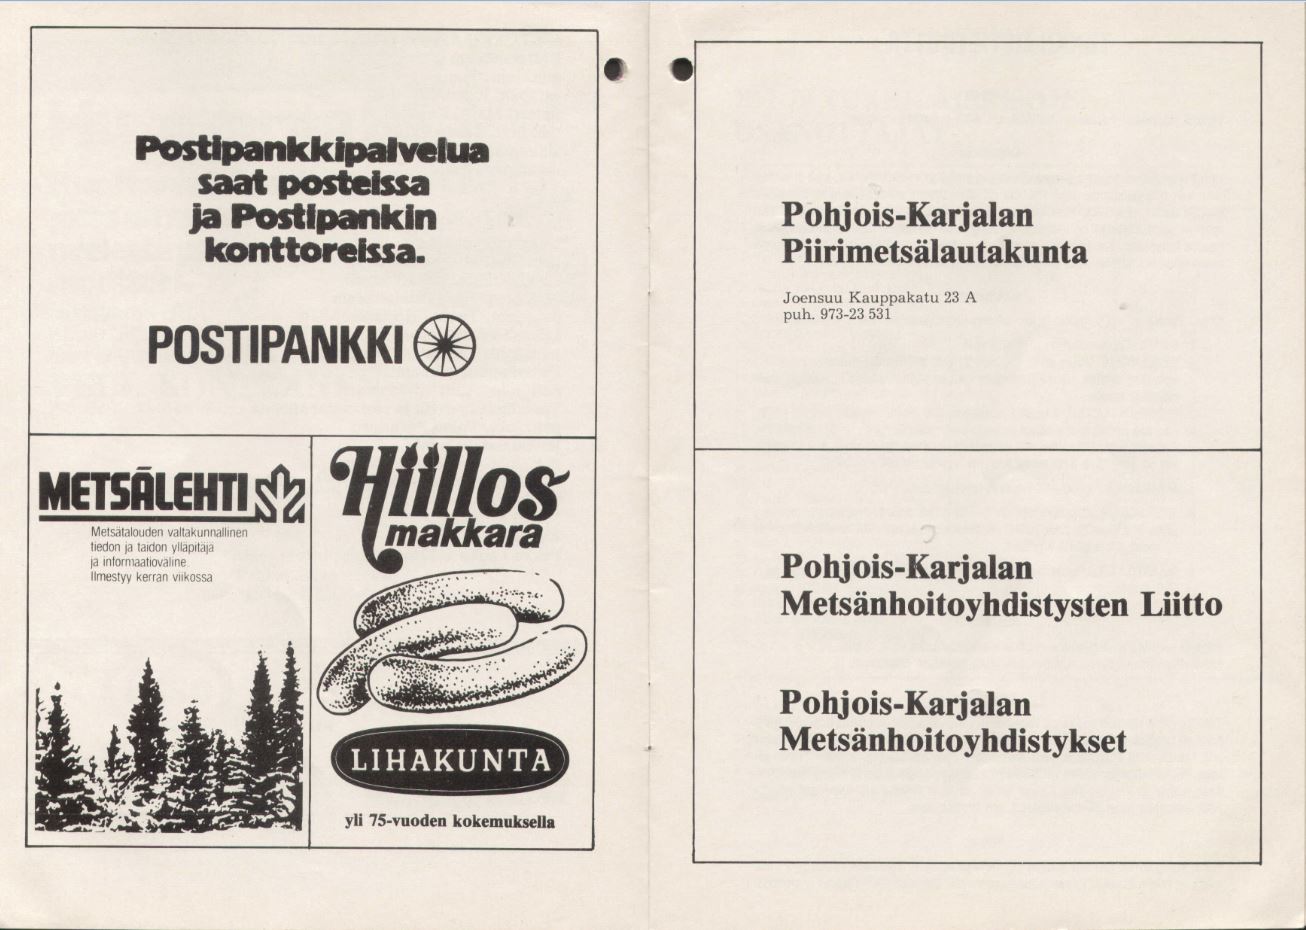 Postipankkipalvelua
saat posteissa
ja Postipankin
konttoreissa.
POSTIPANKKI
METSÄLEHTI
Metsätalouden valtakunnallinen
tiedon ja taidon ylläpitäjä
ja informaatioväline.
Ilmestyy kerran viikossa
Hiillos
makkara
LIHAKUNTA
yli 75-vuoden kokemuksella
Pohjois-Karjalan
Piirimetsälautakunta
Joensuu Kauppakatu 23 A
puh. 973-23 531
Pohjois-Karjalan
Metsänhoitoyhdistysten Liitto
Pohjois-Karjalan
Metsänhoitoyhdistykset